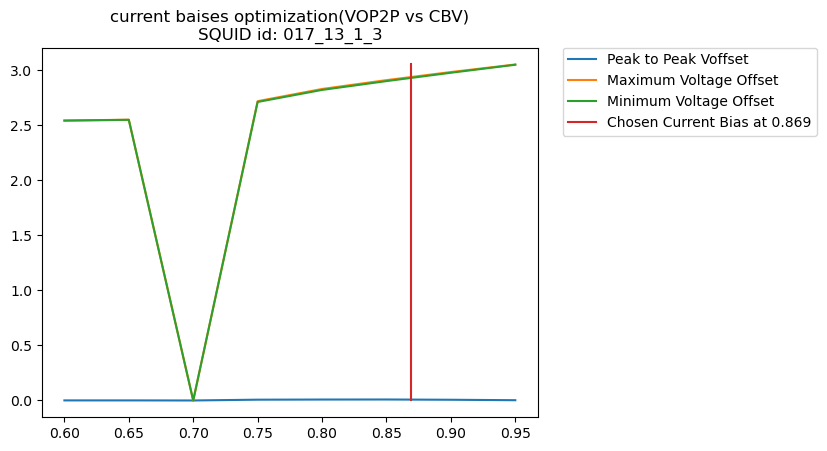 current baises optimization(VOP2P vs CBV)
SQUID id: 017_13_1_3
Peak to Peak Voffset
Maximum Voltage Offset
Minimum Voltage Offset
Chosen Current Bias at 0.869
3.0
2.5
2.0
1.5
1.0
0.5
0.0
0.60 0.65 0.70 0.75 0.80 0.85 0.90 0.95